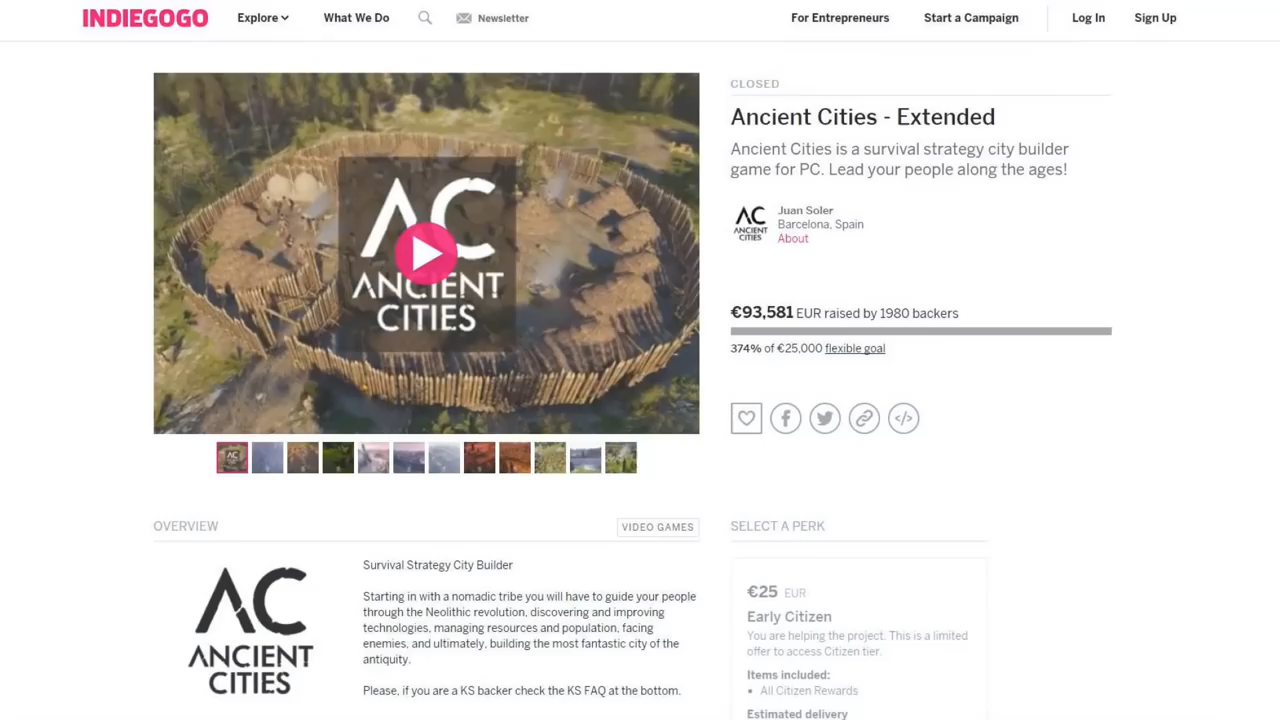 INDIEGOGO
Explore
What We Do
Newsletter
For Entrepreneurs
Start a Campaign
Log In
Sign Up
AC
ANCIENT
CITIES
CLOSED
Ancient Cities - Extended
Ancient Cities is a survival strategy city builder
game for PC. Lead your people along the ages!
AC
ANCIENT
CITIES
Juan Soler
Barcelona, Spain
About
€93,581 EUR raised by 1980 backers
374% of €25,000 flexible goal
OVERVIEW
VIDEO GAMES
AC
ANCIENT
CITIES
Survival Strategy City Builder
Starting in with a nomadic tribe you will have to guide your people
through the Neolithic revolution, discovering and improving
technologies, managing resources and population, facing
enemies, and ultimately, building the most fantastic city of the
antiquity.
Please, if you are a KS backer check the KS FAQ at the bottom.
SELECT A PERK
€25 EUR
Early Citizen
You are helping the project. This is a limited
offer to access Citizen tier.
Items included:
• All Citizen Rewards
Estimated delivery